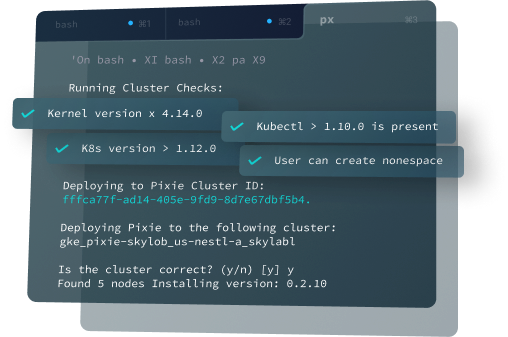 bash ⌘1 bash ⌘2 px ⌘3
'On bash • XI bash • X2 pa X9
Running Cluster Checks:
Kernel version x 4.14.0
Kubectl > 1.10.0 is present
K8s version > 1.12.0
User can create nonespace
Deploying to Pixie Cluster ID:
fffca77f-ad14-405e-9fd9-8d7e67dbf5b4.
Deploying Pixie to the following cluster:
gke_pixie-skylob_us-nestl-a_skylabl
Is the cluster correct? (y/n) [y] y
Found 5 nodes Installing version: 0.2.10